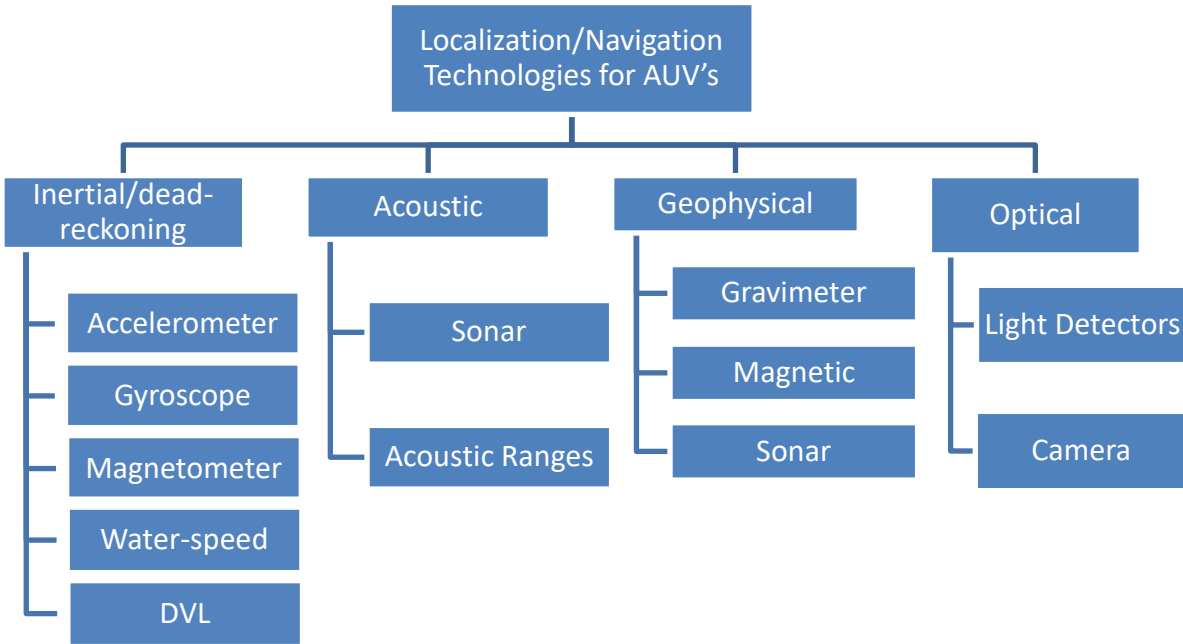 Localization/Navigation
Technologies for AUV’s
Inertial/dead-
reckoning
Accelerometer
Gyroscope
Magnetometer
Water-speed
DVL
Acoustic
Sonar
Acoustic Ranges
Geophysical
Gravimeter
Magnetic
Sonar
Optical
Light Detectors
Camera